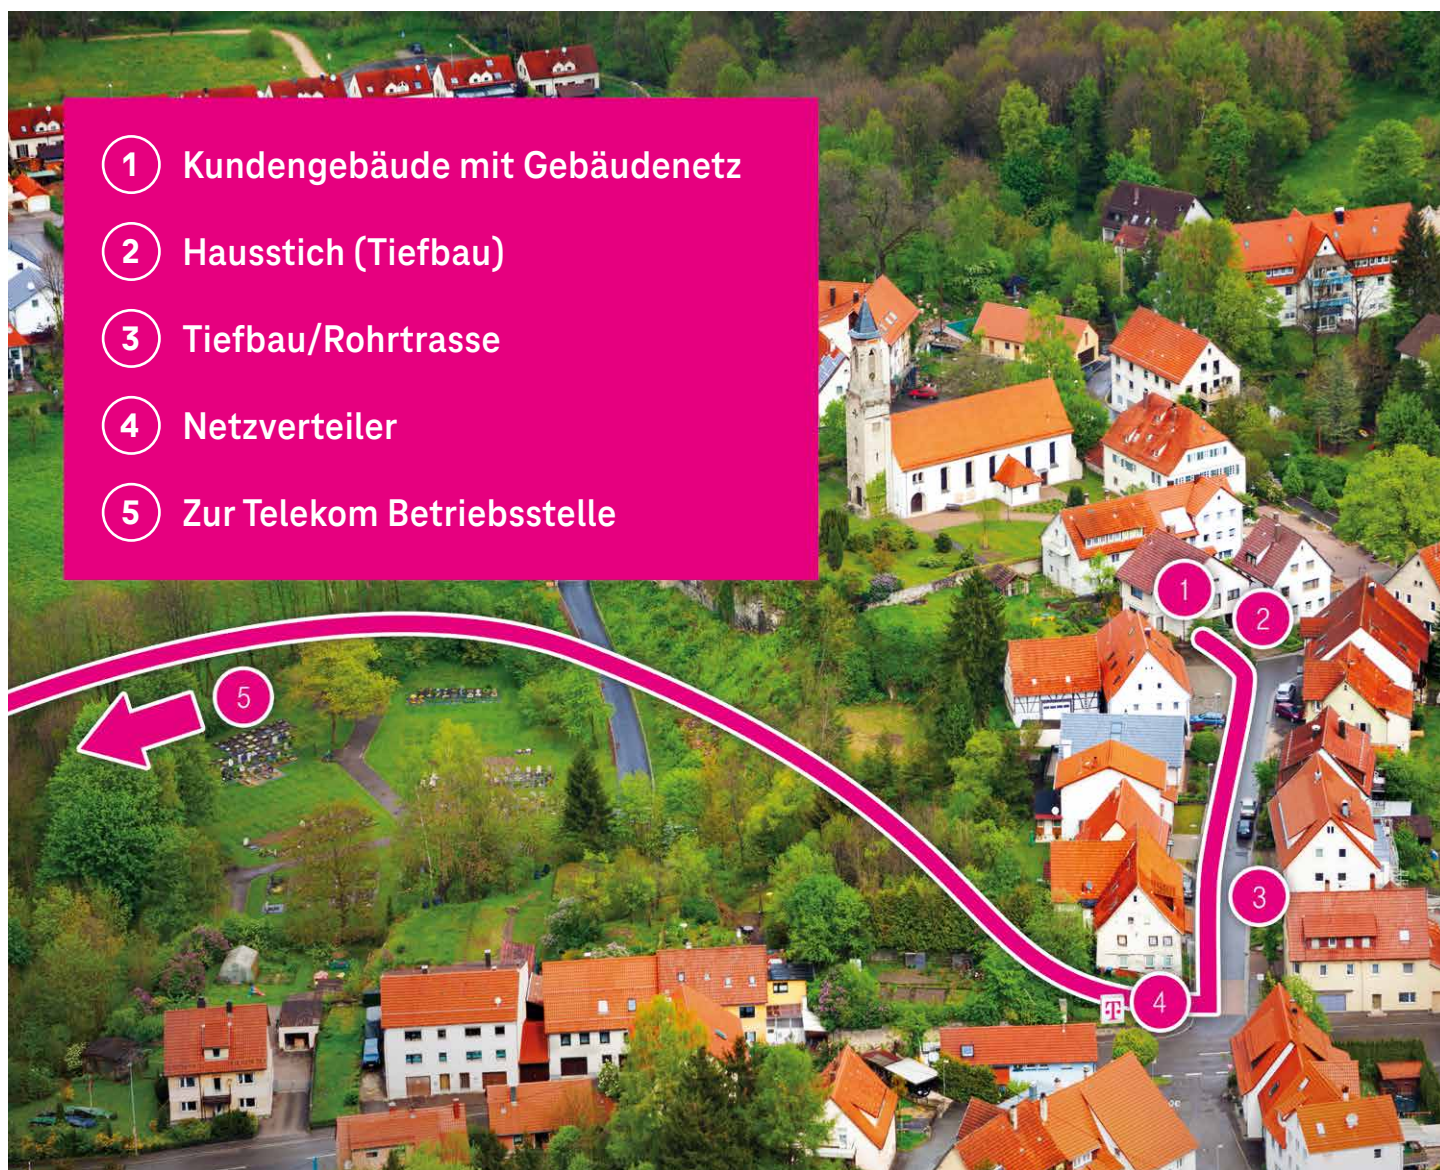 1 Kundengebäude mit Gebäudenetz
2 Hausstich (Tiefbau)
3 Tiefbau/Rohrtrasse
4 Netzverteiler
5 Zur Telekom Betriebsstelle
1
2
5
3
T 4